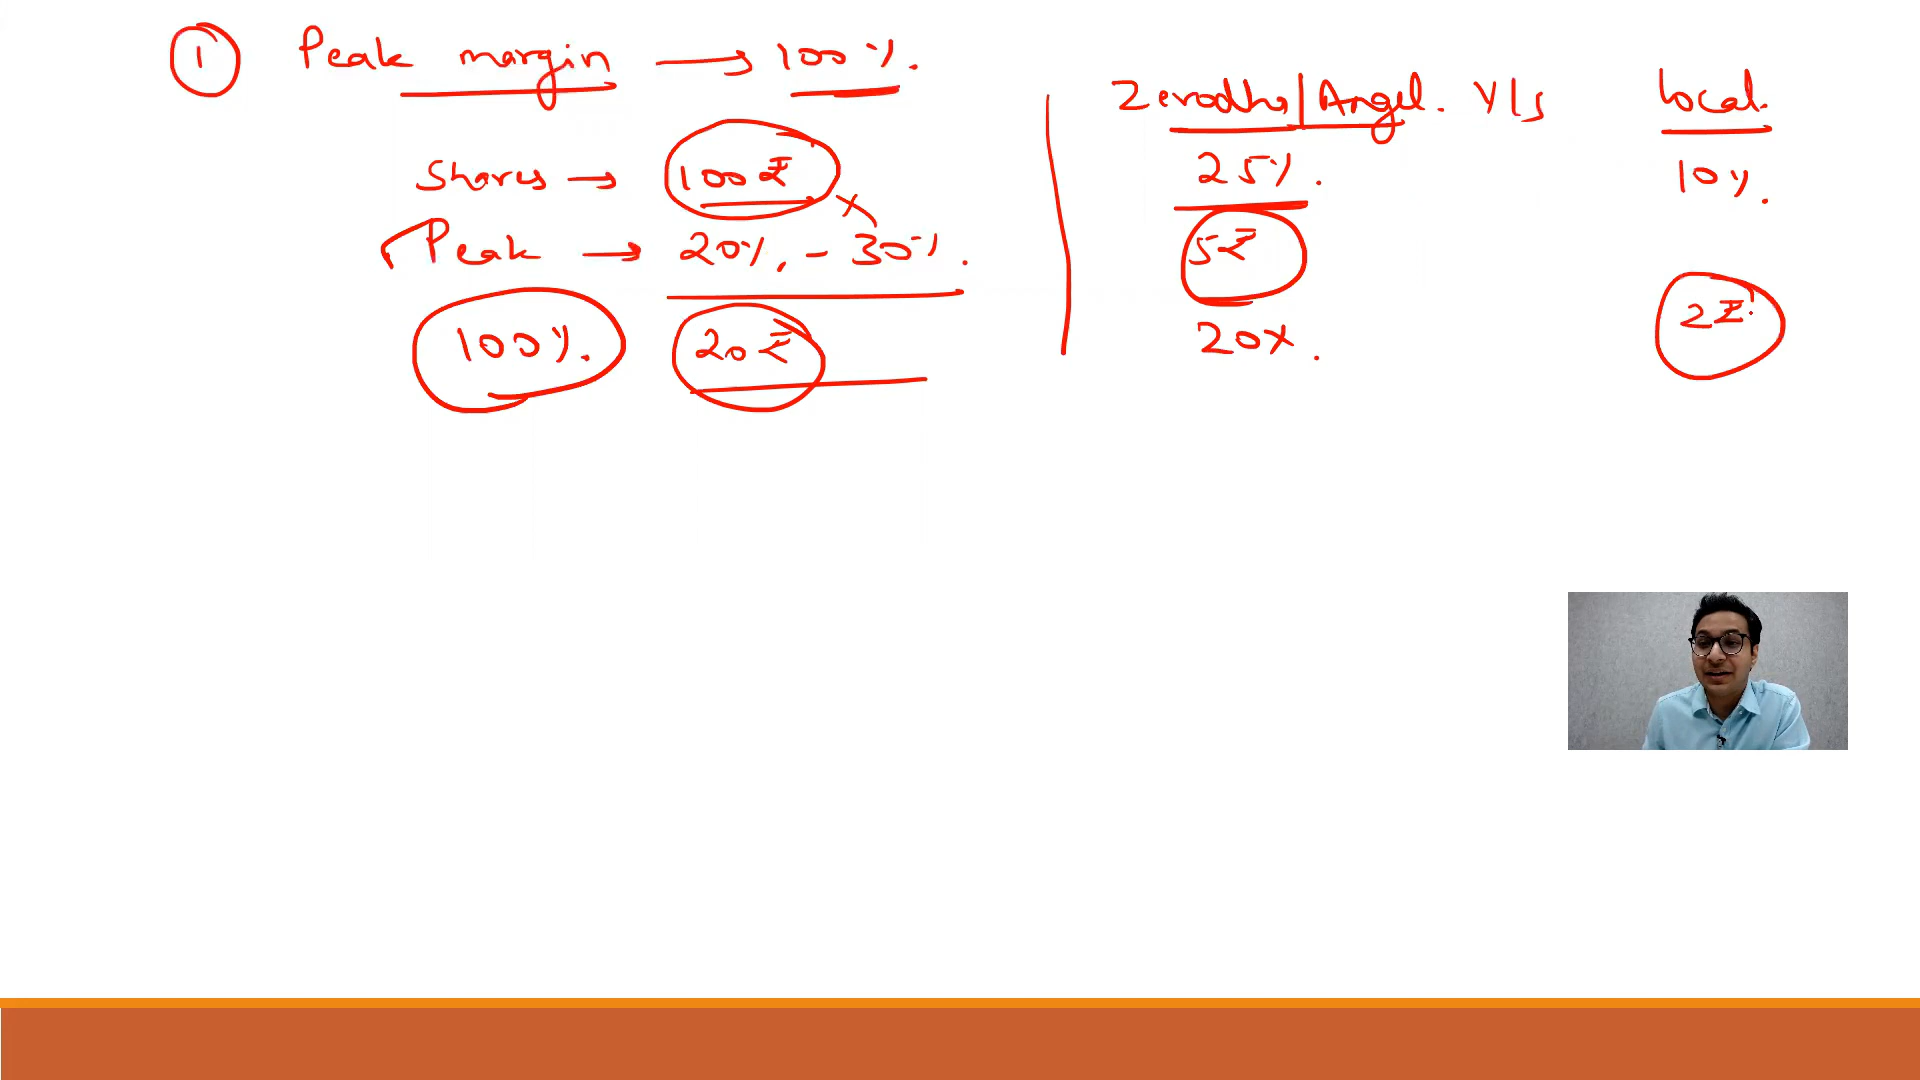 1 Peak margin → 100%.
Shares → 100₹
Peak → 20%. - 30%.
100%. 20₹
Zerodha/Angel. V/s Local.
25%. 10%.
5₹ 2₹
20x.